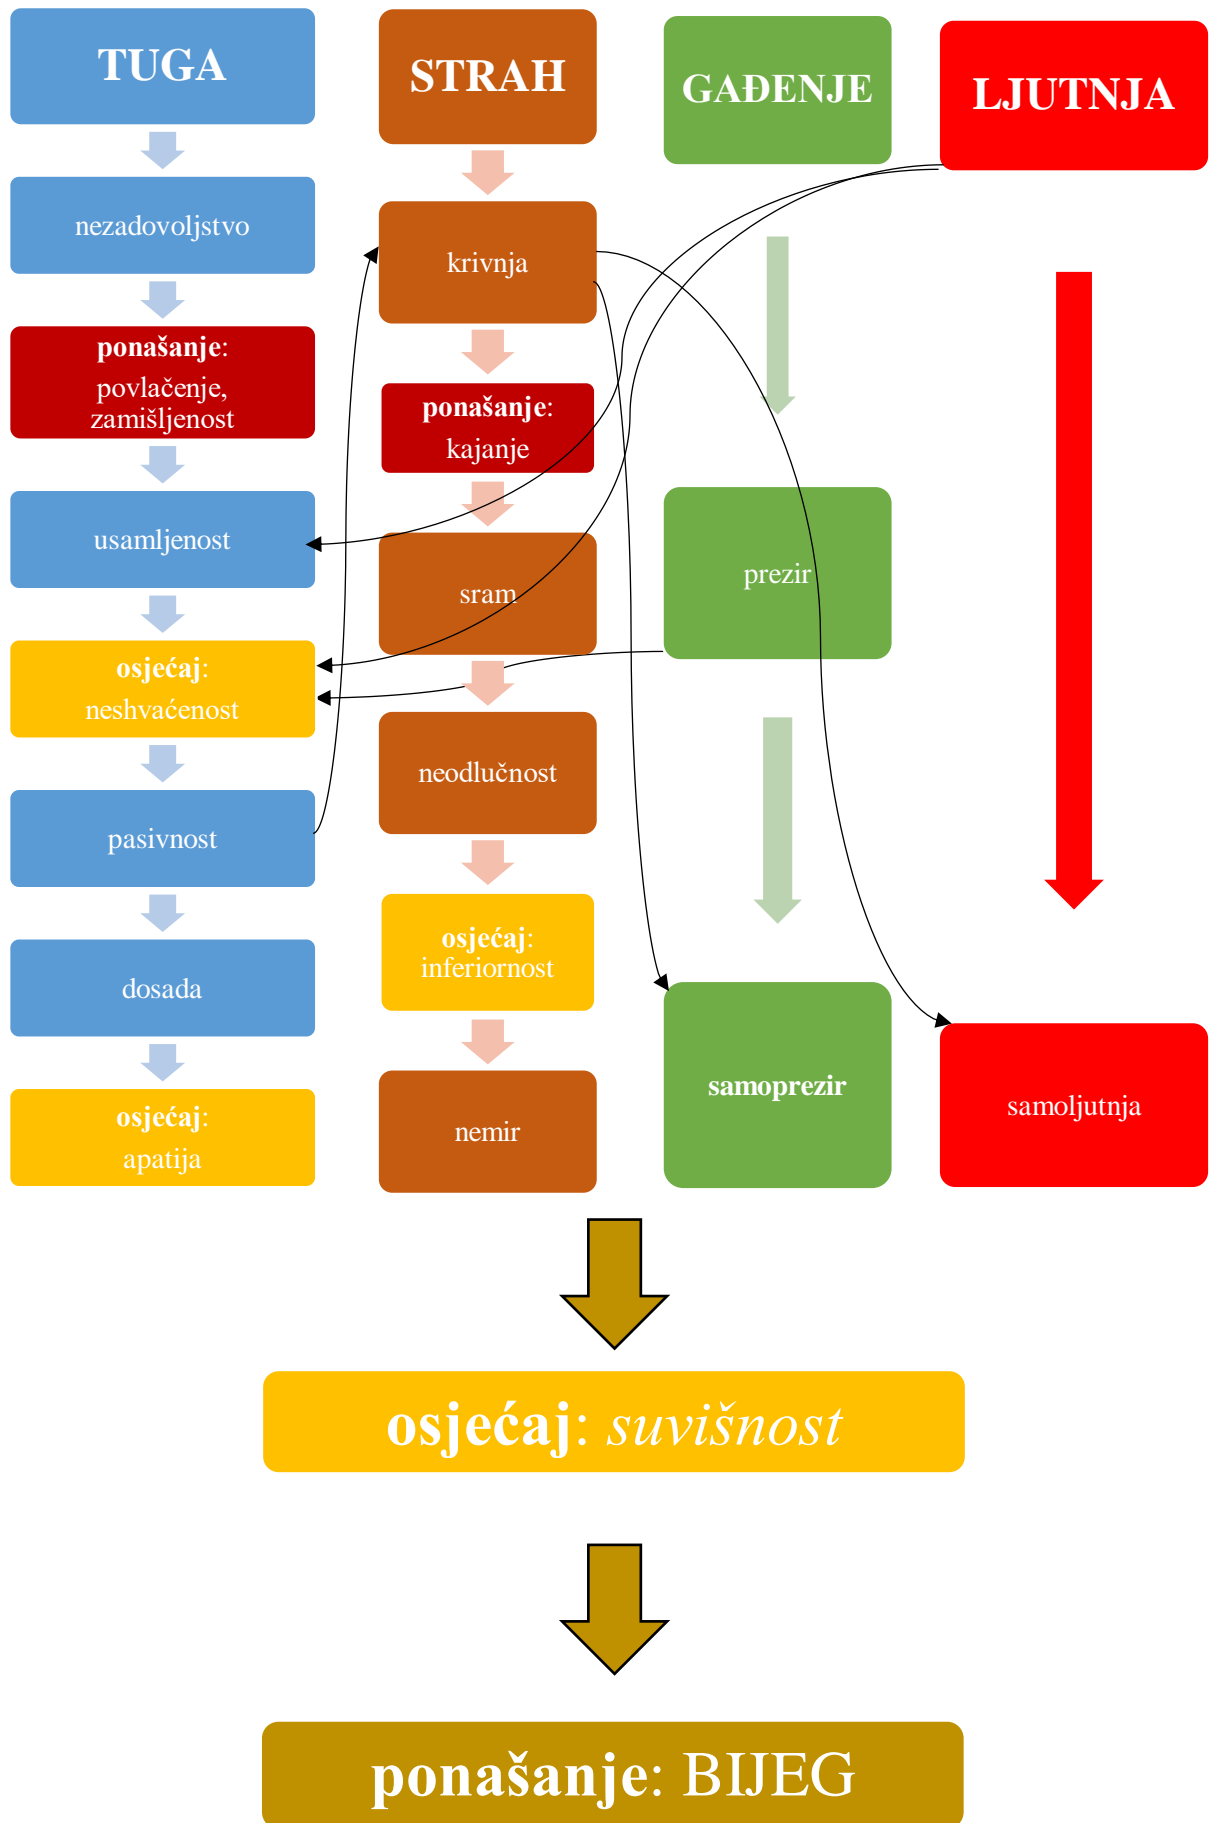 TUGA
nezadovoljstvo
ponašanje:
povlačenje,
zamišljenost
usamljenost
osjećaj:
neshvaćenost
pasivnost
dosada
osjećaj:
apatija
STRAH
krivnja
ponašanje:
kajanje
sram
neodlučnost
osjećaj:
inferiornost
nemir
GAĐENJE
prezir
samoprezir
LJUTNJA
samoljutnja
osjećaj: suvišnost
ponašanje: BIJEG